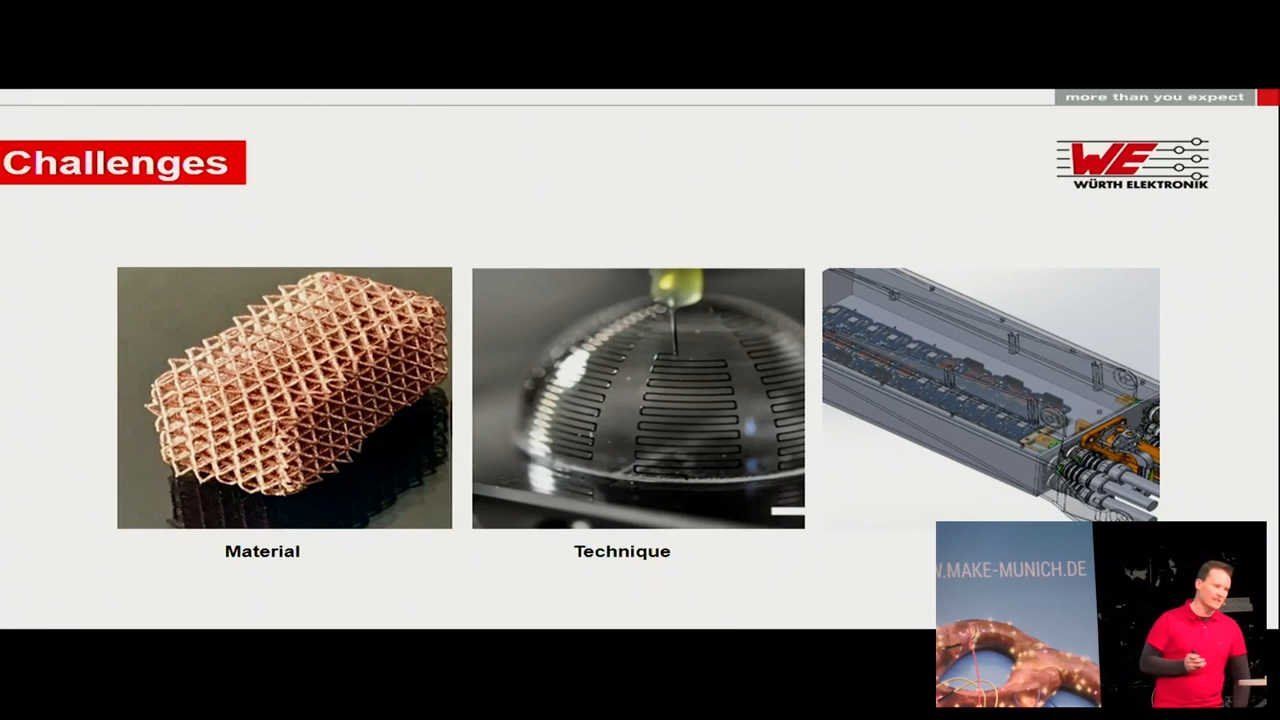 more than you expect
Challenges
WE
WÜRTH ELEKTRONIK
Material
Technique
.MAKE-MUNICH.DE